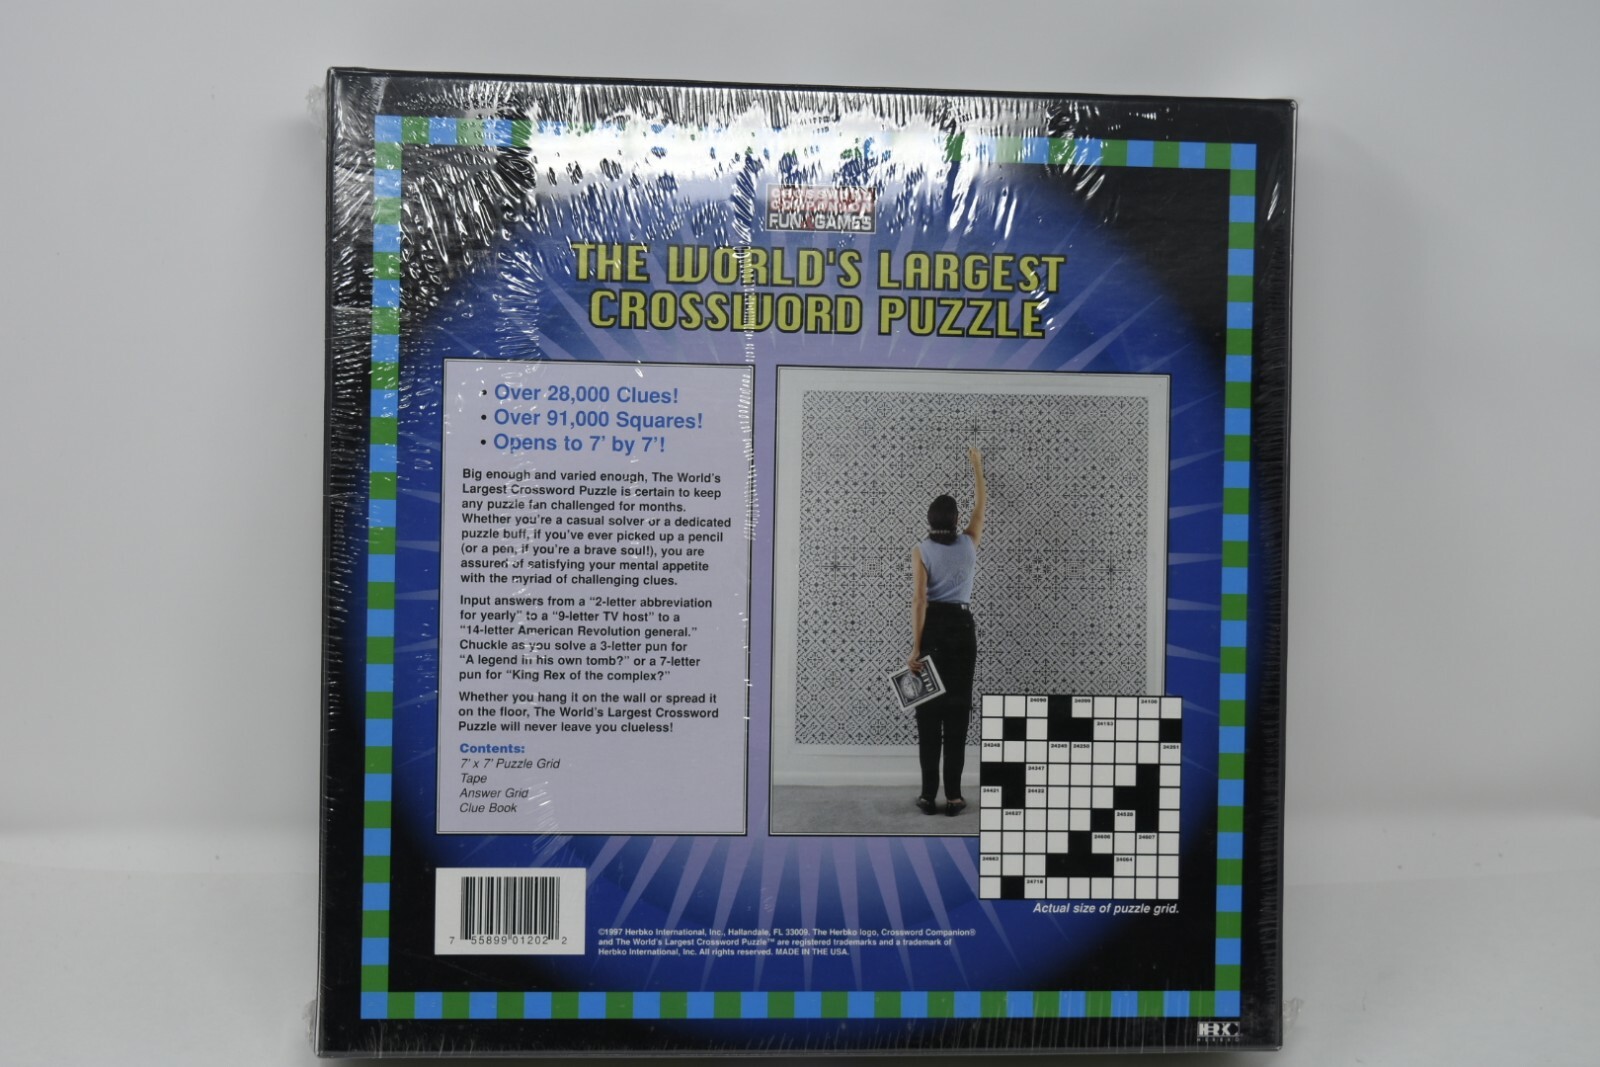 CROSSWORD
COMPANION
FUN & GAMES
THE WORLD'S LARGEST
CROSSWORD PUZZLE
• Over 28,000 Clues!
• Over 91,000 Squares!
• Opens to 7' by 7'!
Big enough and varied enough, The World's
Largest Crossword Puzzle is certain to keep
any puzzle fan challenged for months.
Whether you're a casual solver or a dedicated
puzzle buff, if you've ever picked up a pencil
(or a pen, if you're a brave soul!), you are
assured of satisfying your mental appetite
with the myriad of challenging clues.
Input answers from a “2-letter abbreviation
for yearly” to a “9-letter TV host” to a
“14-letter American Revolution general.”
Chuckle as you solve a 3-letter pun for
“A legend in his own tomb?” or a 7-letter
pun for “King Rex of the complex?”
Whether you hang it on the wall or spread it
on the floor, The World's Largest Crossword
Puzzle will never leave you clueless!
Contents:
7' x 7' Puzzle Grid
Tape
Answer Grid
Clue Book
Actual size of puzzle grid.
7 55899 01202 2
©1997 Herbko International, Inc., Hallandale, FL 33009. The Herbko logo, Crossword Companion®
and The World's Largest Crossword Puzzle™ are registered trademarks and a trademark of
Herbko International, Inc. All rights reserved. MADE IN THE USA.